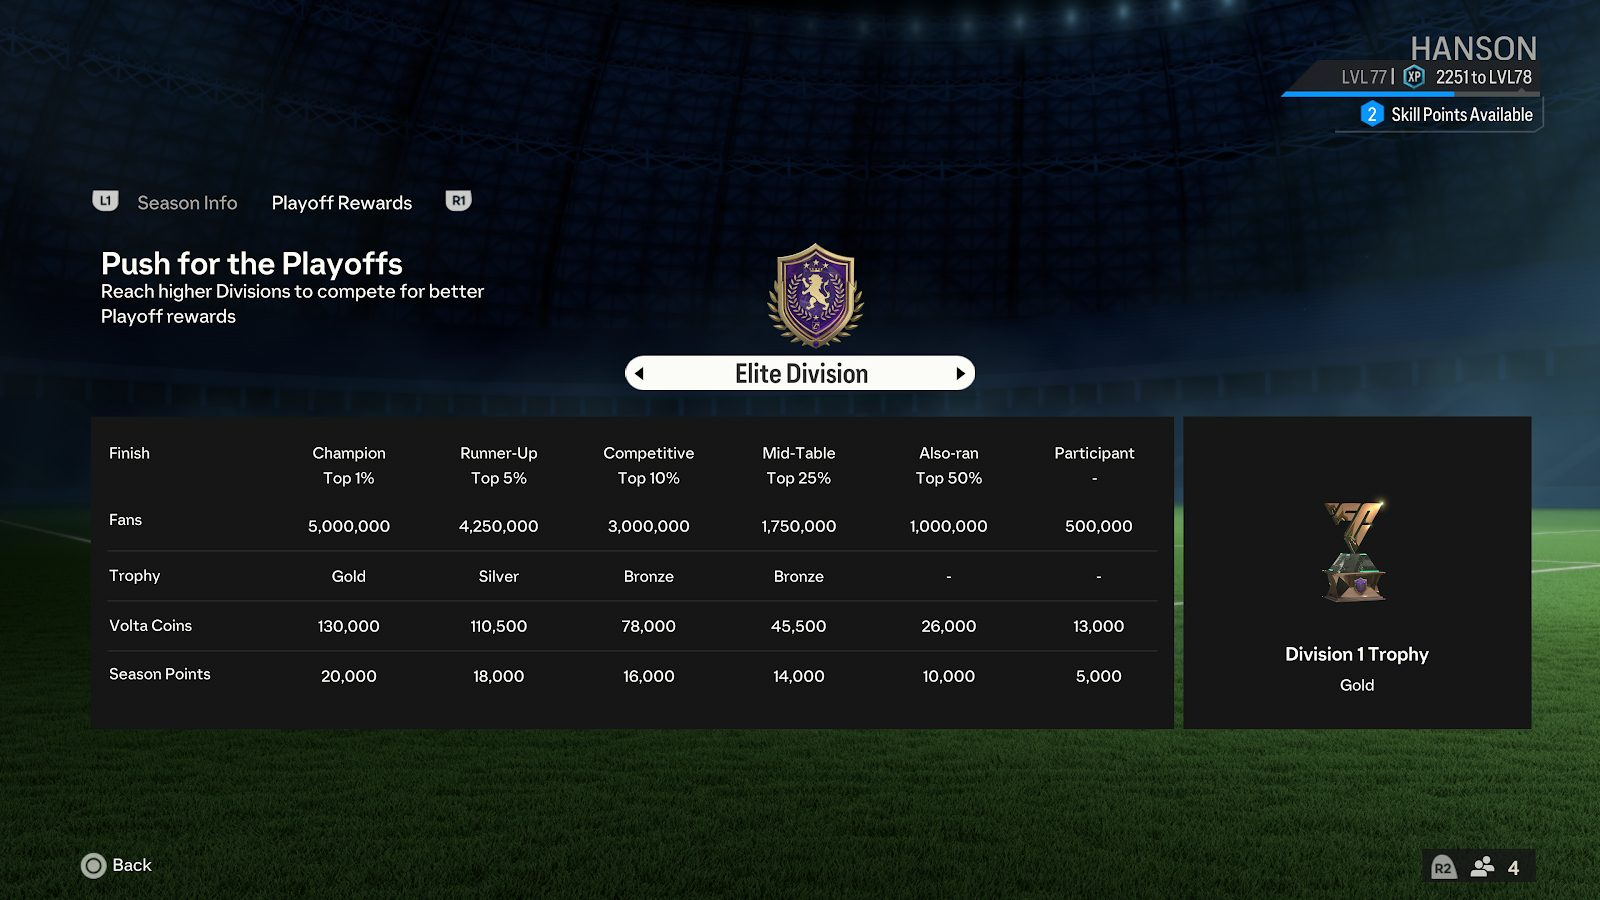 HANSON
LVL 77 | XP 2251 to LVL78
2 Skill Points Available
L1 Season Info Playoff Rewards R1
Push for the Playoffs
Reach higher Divisions to compete for better
Playoff rewards
Elite Division
Finish Champion Runner-Up Competitive Mid-Table Also-ran Participant
Top 1% Top 5% Top 10% Top 25% Top 50% -
Fans 5,000,000 4,250,000 3,000,000 1,750,000 1,000,000 500,000
Trophy Gold Silver Bronze Bronze - -
Volta Coins 130,000 110,500 78,000 45,500 26,000 13,000
Season Points 20,000 18,000 16,000 14,000 10,000 5,000
Division 1 Trophy
Gold
Back
R2 4